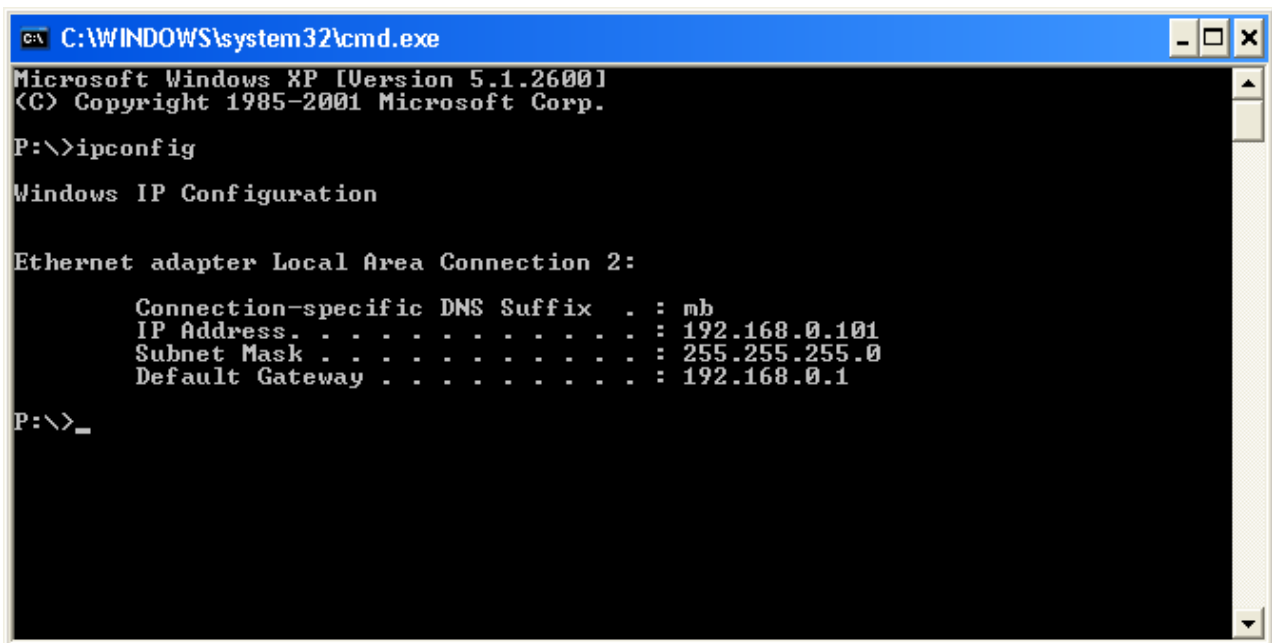 C:\WINDOWS\system32\cmd.exe
Microsoft Windows XP [Version 5.1.2600]
(C) Copyright 1985-2001 Microsoft Corp.
P:\>ipconfig
Windows IP Configuration
Ethernet adapter Local Area Connection 2:
Connection-specific DNS Suffix . : mb
IP Address. . . . . . . . . . . . : 192.168.0.101
Subnet Mask . . . . . . . . . . . : 255.255.255.0
Default Gateway . . . . . . . . . : 192.168.0.1
P:\>_